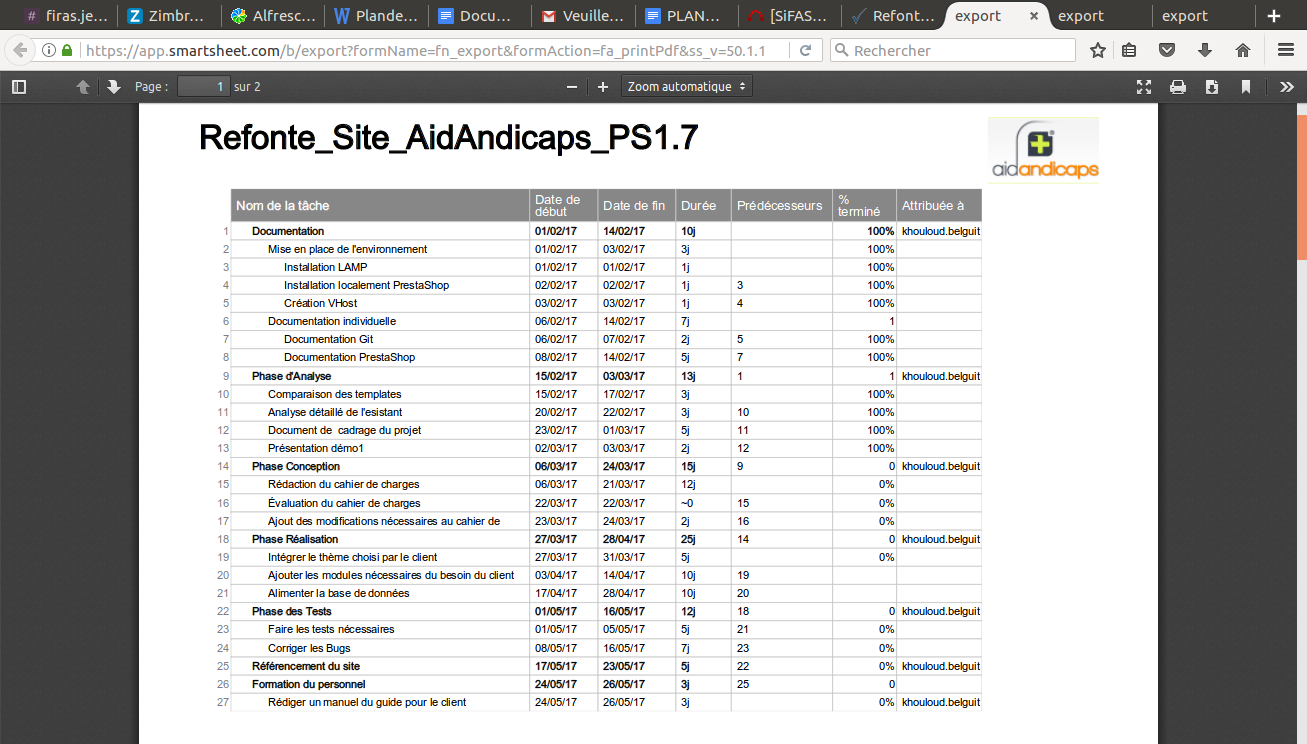 # firas.je... Z Zimbr... Alfresc... W Plande... Docu... Veuille... PLAN... [SiFAS... Refont... export × export export +
https://app.smartsheet.com/b/export?formName=fn_export&formAction=fa_printPdf&ss_v=50.1.1 Rechercher
Page : 1 sur 2 Zoom automatique
Refonte_Site_AidAndicaps_PS1.7
aidandicaps
Nom de la tâche Date de début Date de fin Durée Prédécesseurs % terminé Attribuée à
1 Documentation 01/02/17 14/02/17 10j 100% khouloud.belguit
2 Mise en place de l'environnement 01/02/17 03/02/17 3j 100%
3 Installation LAMP 01/02/17 01/02/17 1j 100%
4 Installation localement PrestaShop 02/02/17 02/02/17 1j 3 100%
5 Création VHost 03/02/17 03/02/17 1j 4 100%
6 Documentation individuelle 06/02/17 14/02/17 7j 1
7 Documentation Git 06/02/17 07/02/17 2j 5 100%
8 Documentation PrestaShop 08/02/17 14/02/17 5j 7 100%
9 Phase d'Analyse 15/02/17 03/03/17 13j 1 1 khouloud.belguit
10 Comparaison des templates 15/02/17 17/02/17 3j 100%
11 Analyse détaillé de l'esistant 20/02/17 22/02/17 3j 10 100%
12 Document de cadrage du projet 23/02/17 01/03/17 5j 11 100%
13 Présentation démo1 02/03/17 03/03/17 2j 12 100%
14 Phase Conception 06/03/17 24/03/17 15j 9 0 khouloud.belguit
15 Rédaction du cahier de charges 06/03/17 21/03/17 12j 0%
16 Évaluation du cahier de charges 22/03/17 22/03/17 ~0 15 0%
17 Ajout des modifications nécessaires au cahier de 23/03/17 24/03/17 2j 16 0%
18 Phase Réalisation 27/03/17 28/04/17 25j 14 0 khouloud.belguit
19 Intégrer le thème choisi par le client 27/03/17 31/03/17 5j 0%
20 Ajouter les modules nécessaires du besoin du client 03/04/17 14/04/17 10j 19
21 Alimenter la base de données 17/04/17 28/04/17 10j 20
22 Phase des Tests 01/05/17 16/05/17 12j 18 0 khouloud.belguit
23 Faire les tests nécessaires 01/05/17 05/05/17 5j 21 0%
24 Corriger les Bugs 08/05/17 16/05/17 7j 23 0%
25 Référencement du site 17/05/17 23/05/17 5j 22 0% khouloud.belguit
26 Formation du personnel 24/05/17 26/05/17 3j 25 0
27 Rédiger un manuel du guide pour le client 24/05/17 26/05/17 3j 0% khouloud.belguit